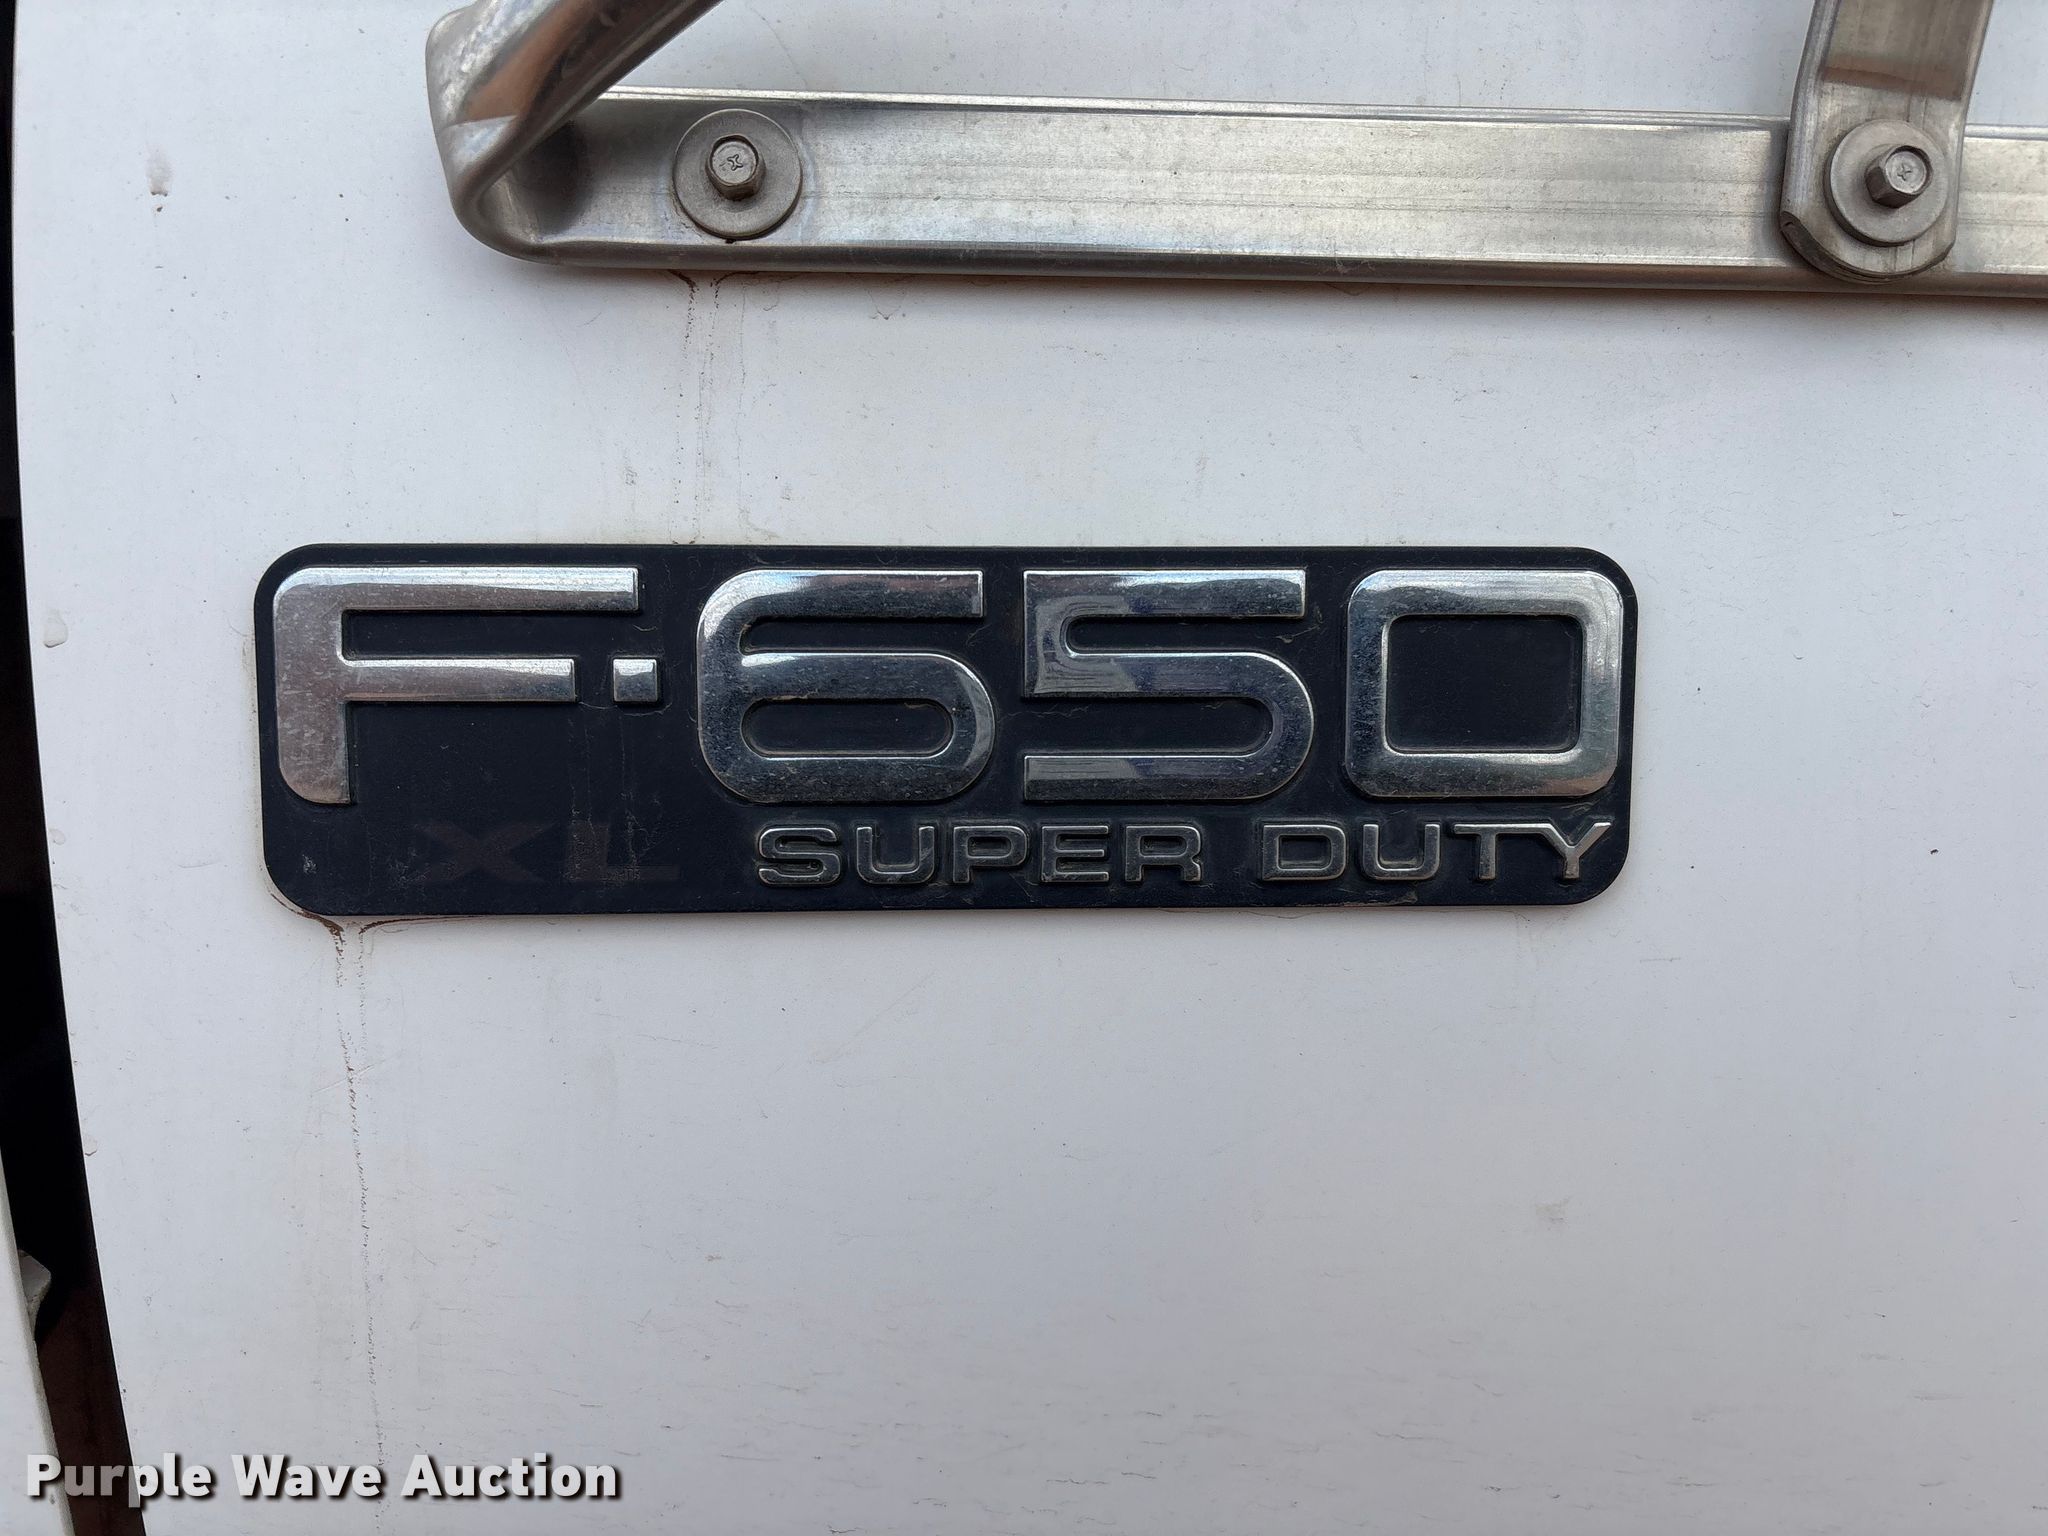 F-650
XL SUPER DUTY
Purple Wave Auction